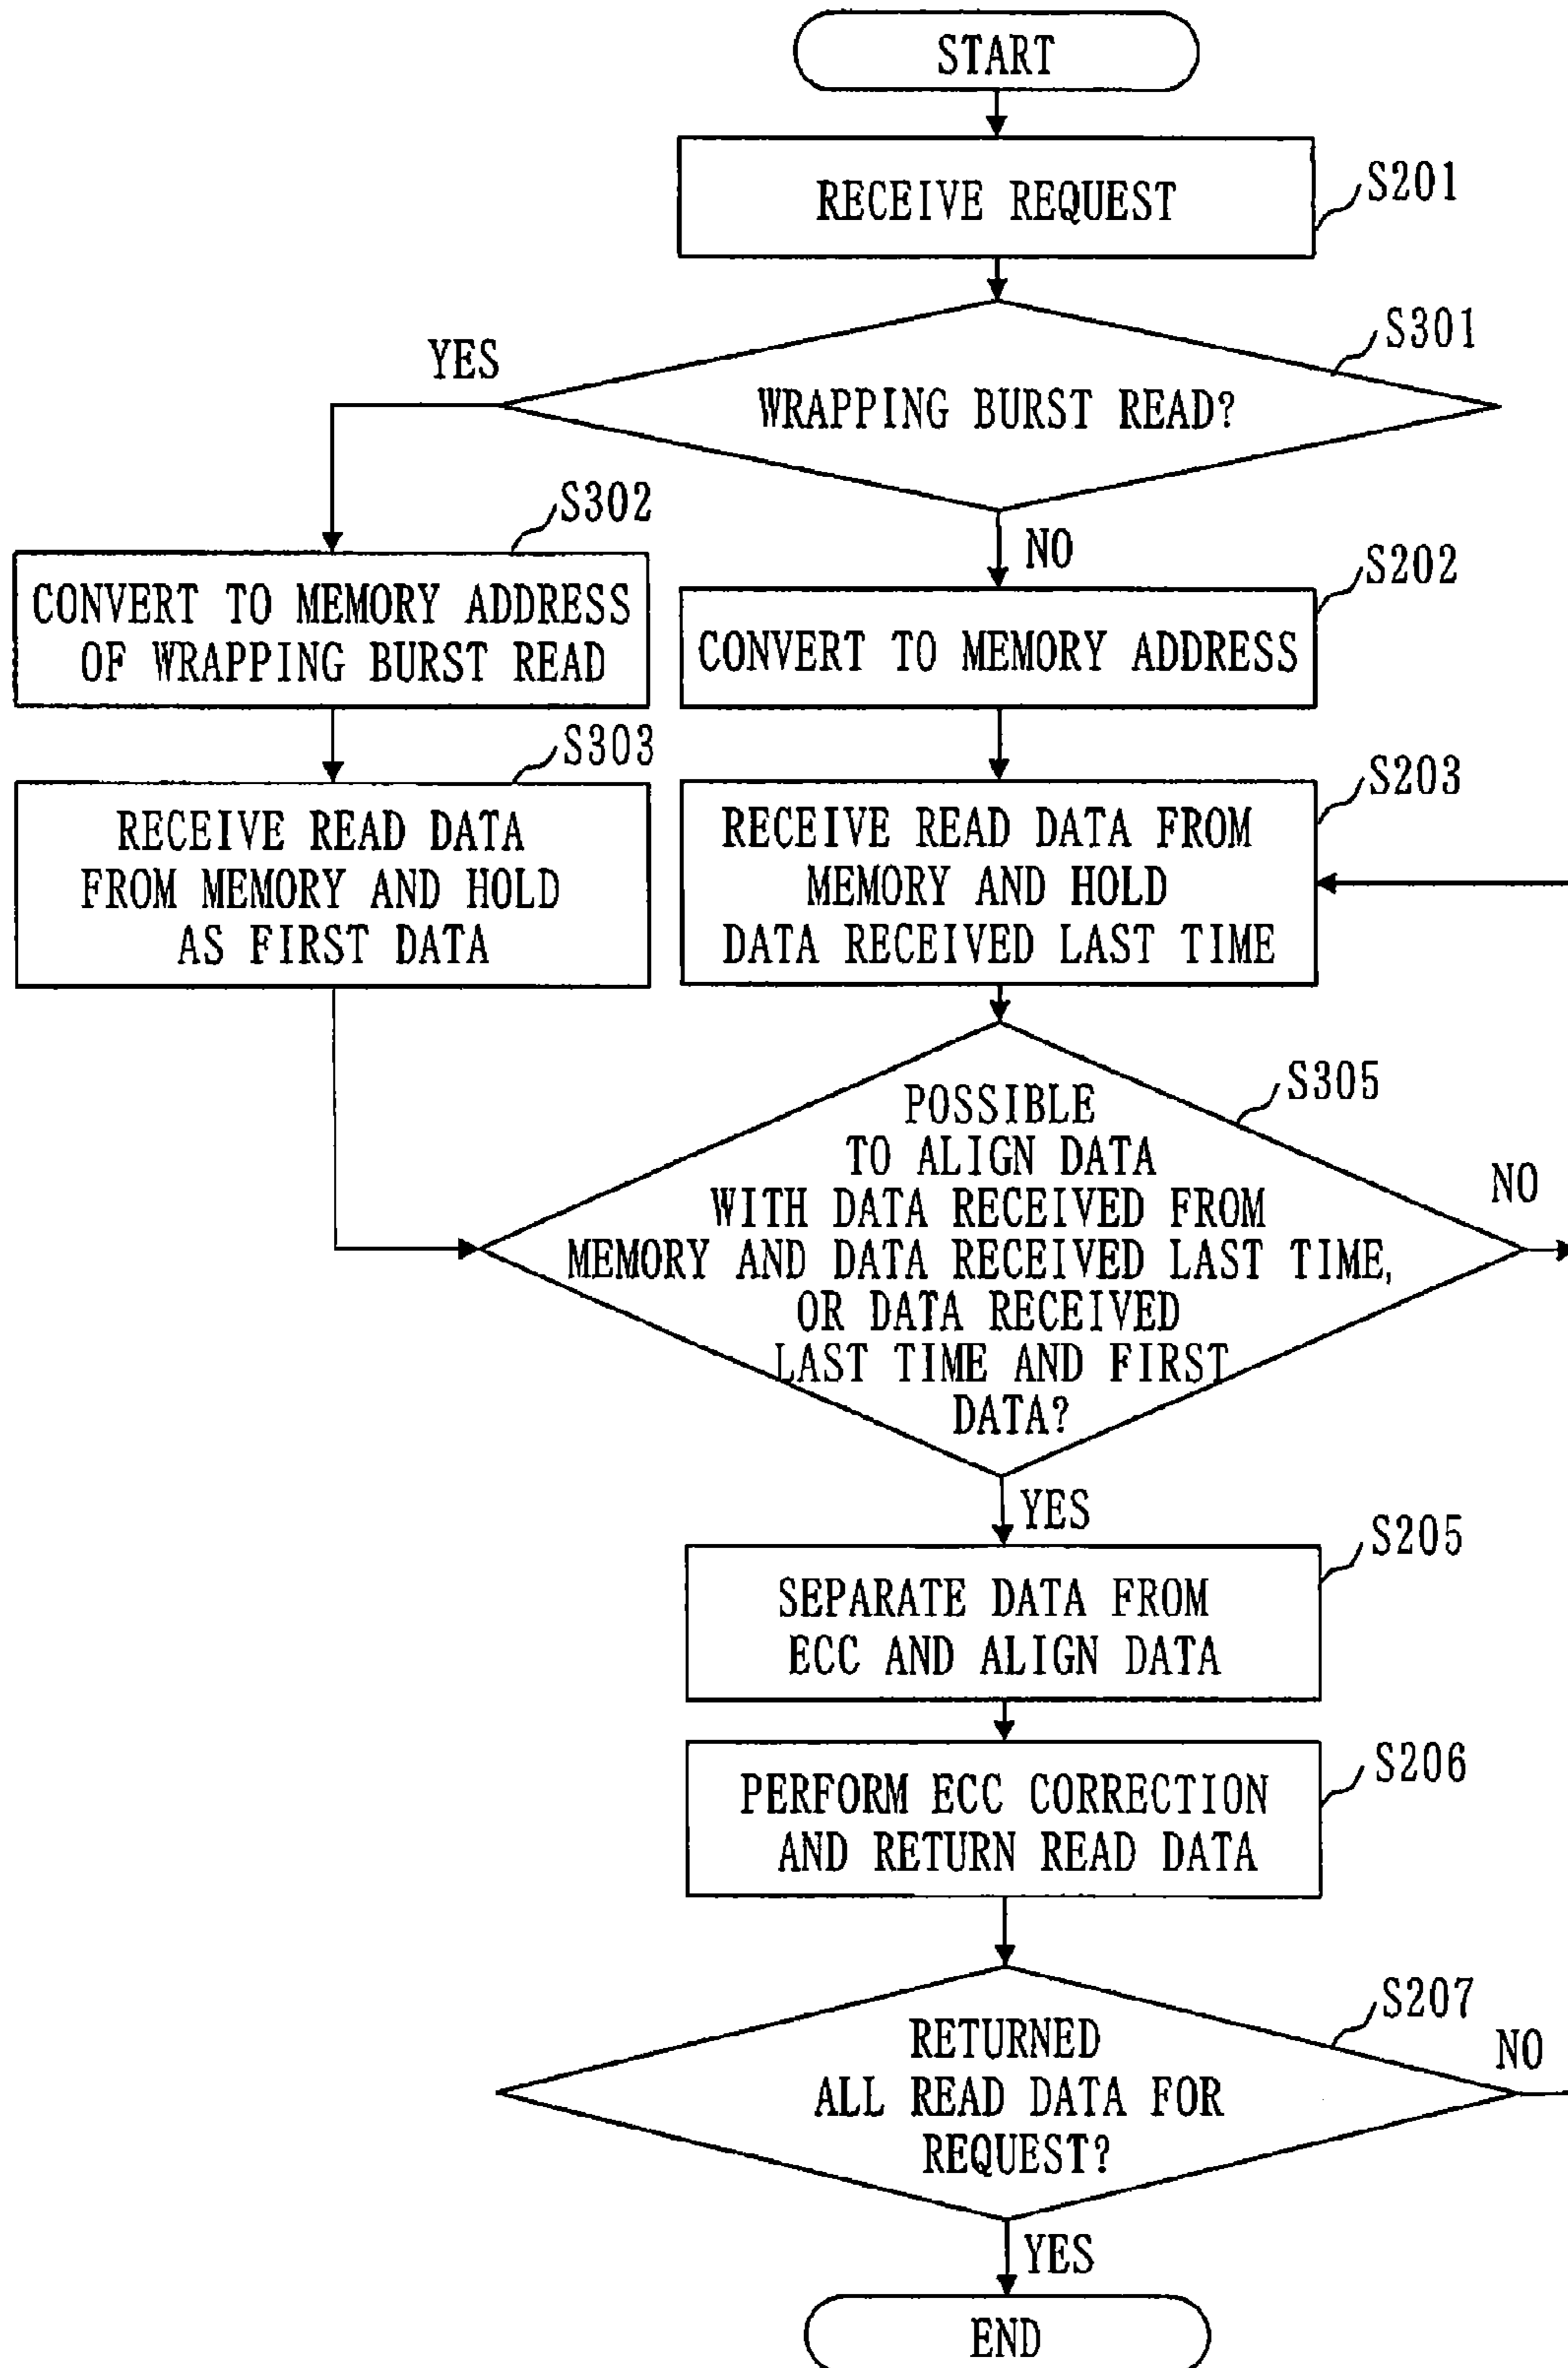 START
RECEIVE REQUEST
S201
S301
YES
WRAPPING BURST READ?
S302
NO
S202
CONVERT TO MEMORY ADDRESS
OF WRAPPING BURST READ
CONVERT TO MEMORY ADDRESS
S303
S203
RECEIVE READ DATA
FROM MEMORY AND HOLD
AS FIRST DATA
RECEIVE READ DATA FROM
MEMORY AND HOLD
DATA RECEIVED LAST TIME
S305
POSSIBLE
TO ALIGN DATA
WITH DATA RECEIVED FROM
MEMORY AND DATA RECEIVED LAST TIME,
OR DATA RECEIVED
LAST TIME AND FIRST
DATA?
NO
YES
S205
SEPARATE DATA FROM
ECC AND ALIGN DATA
S206
PERFORM ECC CORRECTION
AND RETURN READ DATA
S207
RETURNED
ALL READ DATA FOR
REQUEST?
NO
YES
END